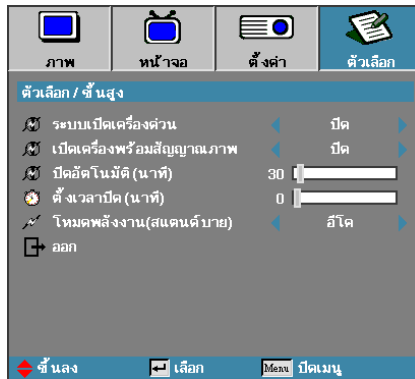 ภาพ หน้าจอ ตั้งค่า ตัวเลือก
ตัวเลือก / ขั้นสูง
ระบบเปิดเครื่องด่วน ปิด
เปิดเครื่องพร้อมสัญญาณภาพ ปิด
ปิดอัตโนมัติ (นาที) 30
ตั้งเวลาปิด (นาที) 0
โหมดพลังงาน(สแตนด์บาย) อีโค
ออก
ขึ้นลง เลือก Menu ปิดเมนู